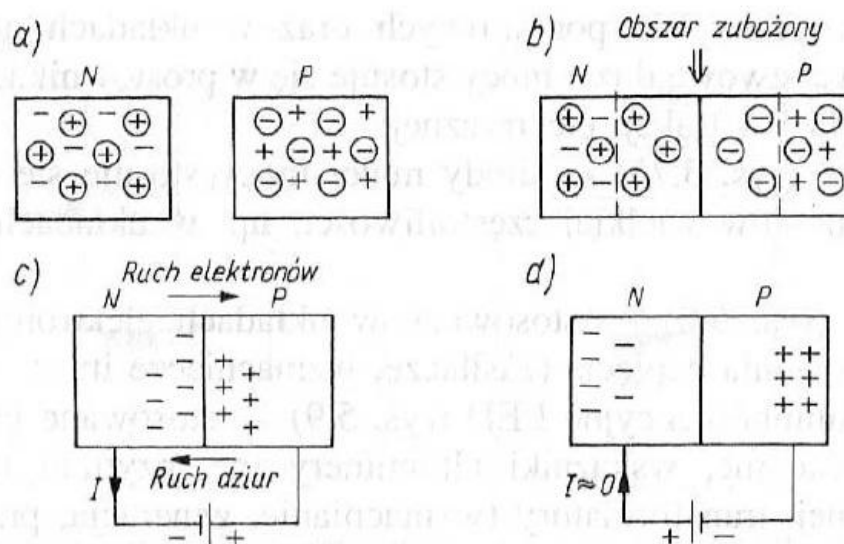 a)
N
P
b)
Obszar zubożony
N
P
c)
Ruch elektronów
N
P
I
Ruch dziur
- +
d)
N
P
I≈0
+ -